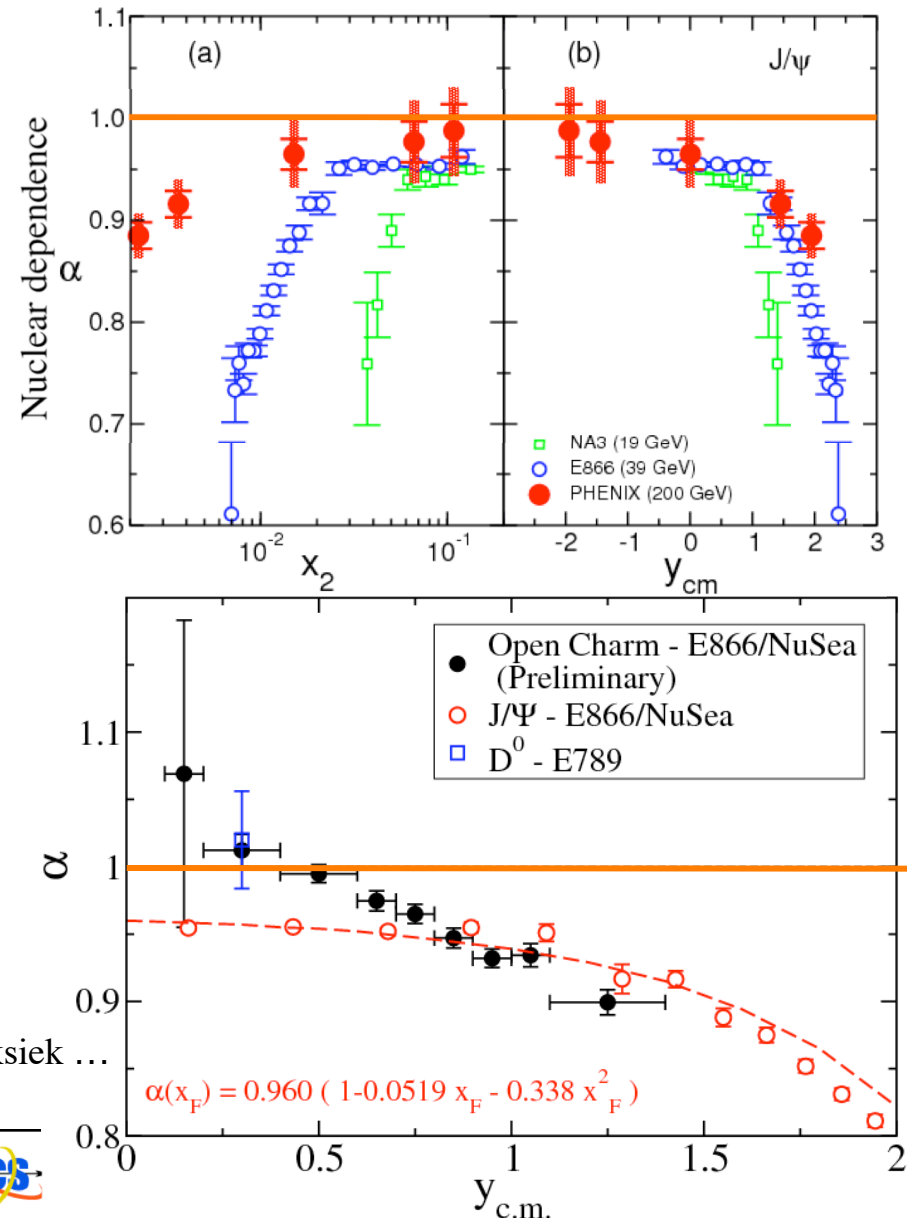 1.1
(a)
(b)
J/ψ
1.0
0.9
0.8
0.7
0.6
Nuclear dependence
α
NA3 (19 GeV)
E866 (39 GeV)
PHENIX (200 GeV)
10⁻²
10⁻¹
x₂
-2 -1 0 1 2 3
y_cm
Open Charm - E866/NuSea
(Preliminary)
J/Ψ - E866/NuSea
D⁰ - E789
1.1
α
1
0.9
0.8
ksiek ...
α(x_F) = 0.960 ( 1-0.0519 x_F - 0.338 x²_F )
0 0.5 1 1.5 2
y_c.m.